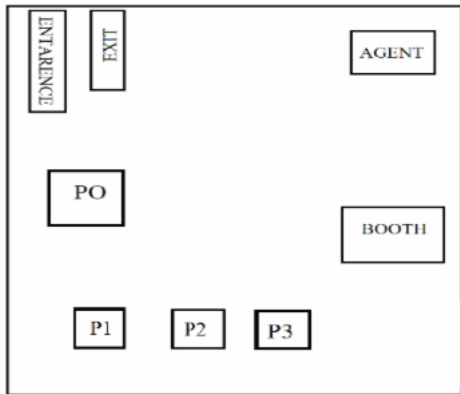 ENTARENCE
EXIT
AGENT
PO
BOOTH
P1
P2
P3